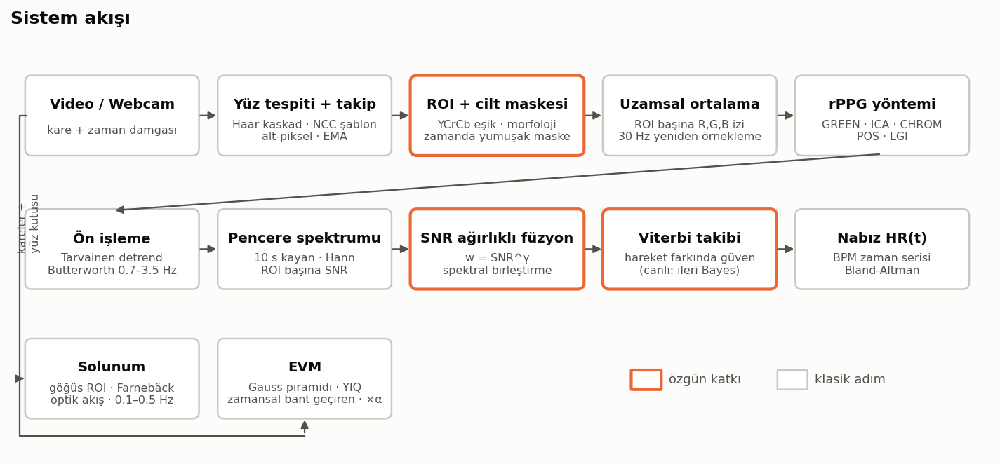 Sistem akışı
Video / Webcam
kare + zaman damgası
Yüz tespiti + takip
Haar kaskad · NCC şablon
alt-piksel · EMA
ROI + cilt maskesi
YCrCb eşik · morfoloji
zamanda yumuşak maske
Uzamsal ortalama
ROI başına R,G,B izi
30 Hz yeniden örnekleme
rPPG yöntemi
GREEN · ICA · CHROM
POS · LGI
kareler +
yüz kutusu
Ön işleme
Tarvainen detrend
Butterworth 0.7–3.5 Hz
Pencere spektrumu
10 s kayan · Hann
ROI başına SNR
SNR ağırlıklı füzyon
w = SNR^γ
spektral birleştirme
Viterbi takibi
hareket farkında güven
(canlı: ileri Bayes)
Nabız HR(t)
BPM zaman serisi
Bland-Altman
Solunum
göğüs ROI · Farnebäck
optik akış · 0.1–0.5 Hz
EVM
Gauss piramidi · YIQ
zamansal bant geçiren · ×α
özgün katkı
klasik adım